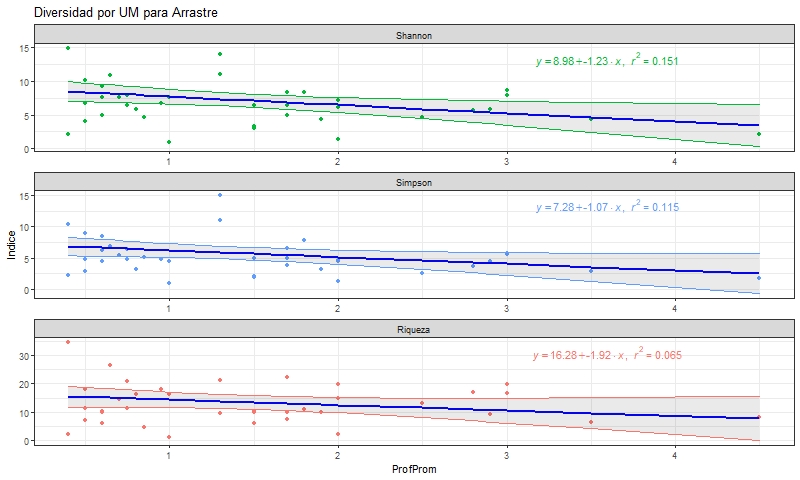 Diversidad por UM para Arrastre
Shannon
15
10
5
0
y = 8.98 + -1.23 · x, r² = 0.151
1 2 3 4
Simpson
15
10
5
0
y = 7.28 + -1.07 · x, r² = 0.115
1 2 3 4
Indice
Riqueza
30
20
10
0
y = 16.28 + -1.92 · x, r² = 0.065
1 2 3 4
ProfProm